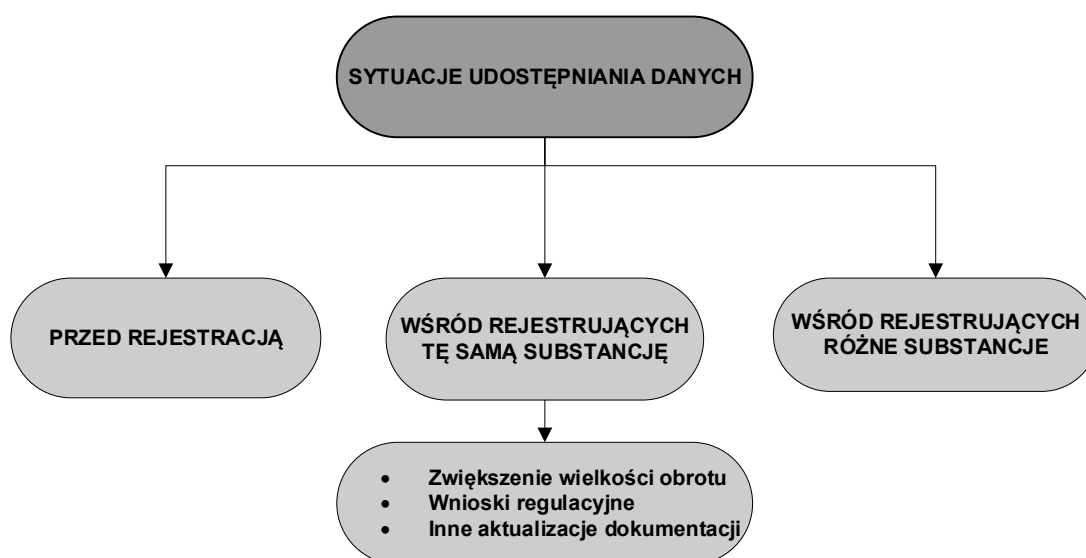 SYTUACJE UDOSTĘPNIANIA DANYCH
PRZED REJESTRACJĄ
WŚRÓD REJESTRUJĄCYCH
TĘ SAMĄ SUBSTANCJĘ
WŚRÓD REJESTRUJĄCYCH
RÓŻNE SUBSTANCJE
• Zwiększenie wielkości obrotu
• Wnioski regulacyjne
• Inne aktualizacje dokumentacji